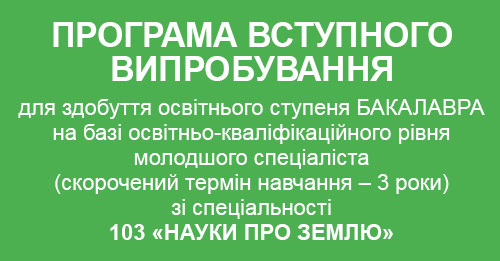 ПРОГРАМА ВСТУПНОГО
ВИПРОБУВАННЯ
для здобуття освітнього ступеня БАКАЛАВРА
на базі освітньо-кваліфікаційного рівня
молодшого спеціаліста
(скорочений термін навчання – 3 роки)
зі спеціальності
103 «НАУКИ ПРО ЗЕМЛЮ»